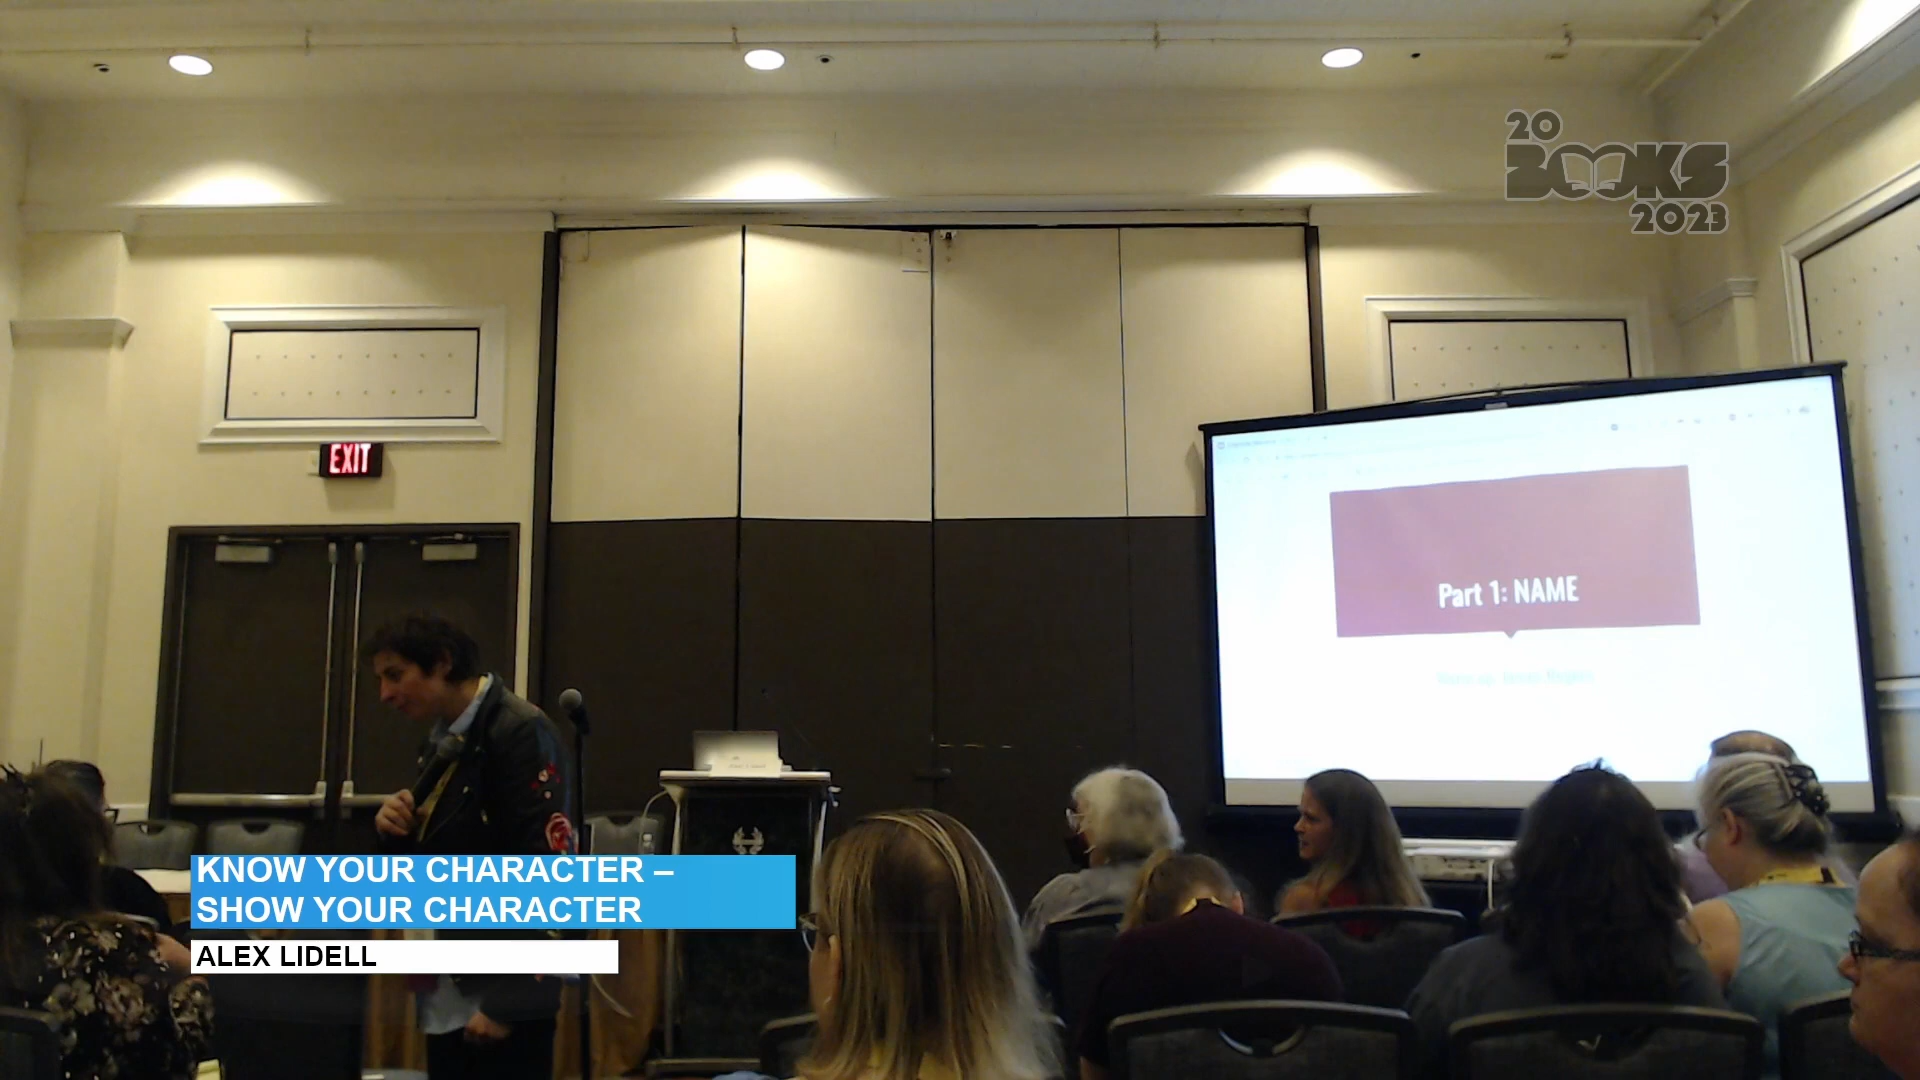 20
BOOKS
2023
EXIT
Part 1: NAME
KNOW YOUR CHARACTER –
SHOW YOUR CHARACTER
ALEX LIDELL